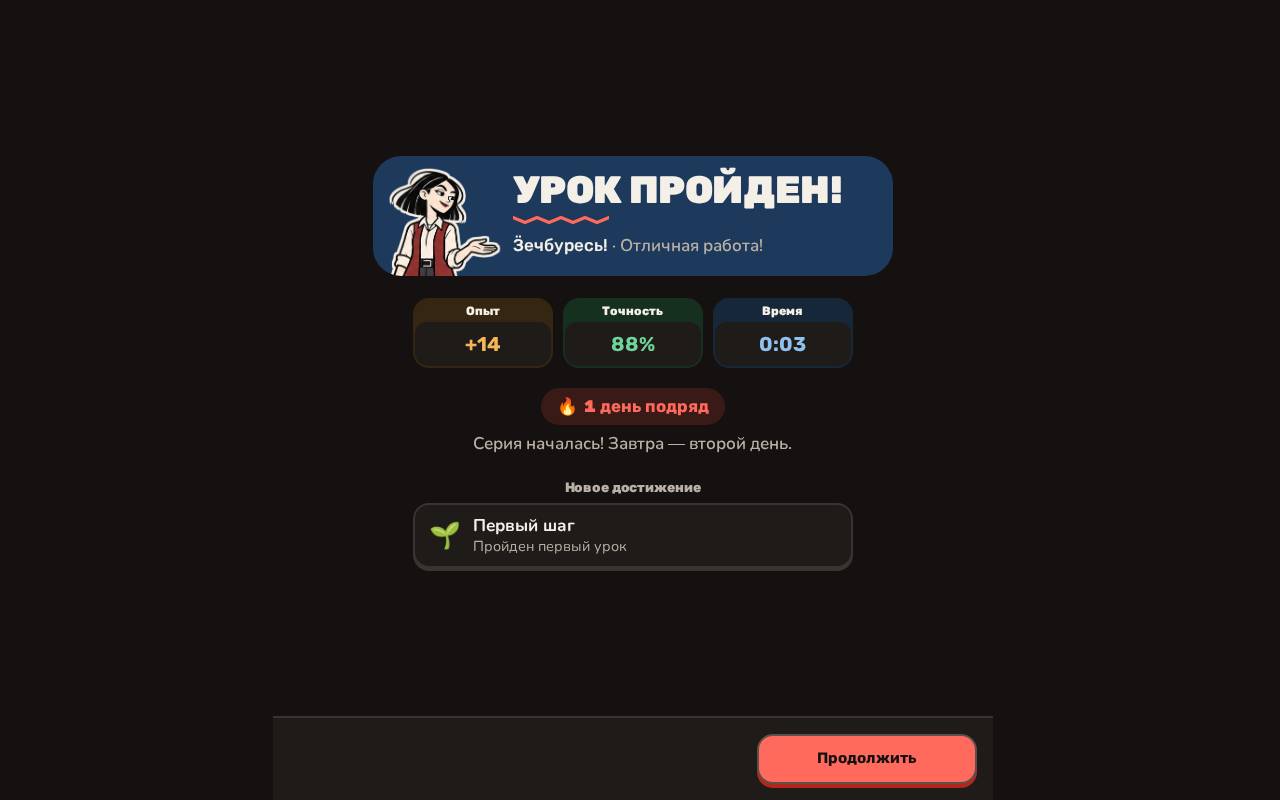 УРОК ПРОЙДЕН!
Ӟечбуресь! · Отличная работа!
Опыт
Точность
Время
+14
88%
0:03
🔥 1 день подряд
Серия началась! Завтра — второй день.
Новое достижение
Первый шаг
Пройден первый урок
Продолжить